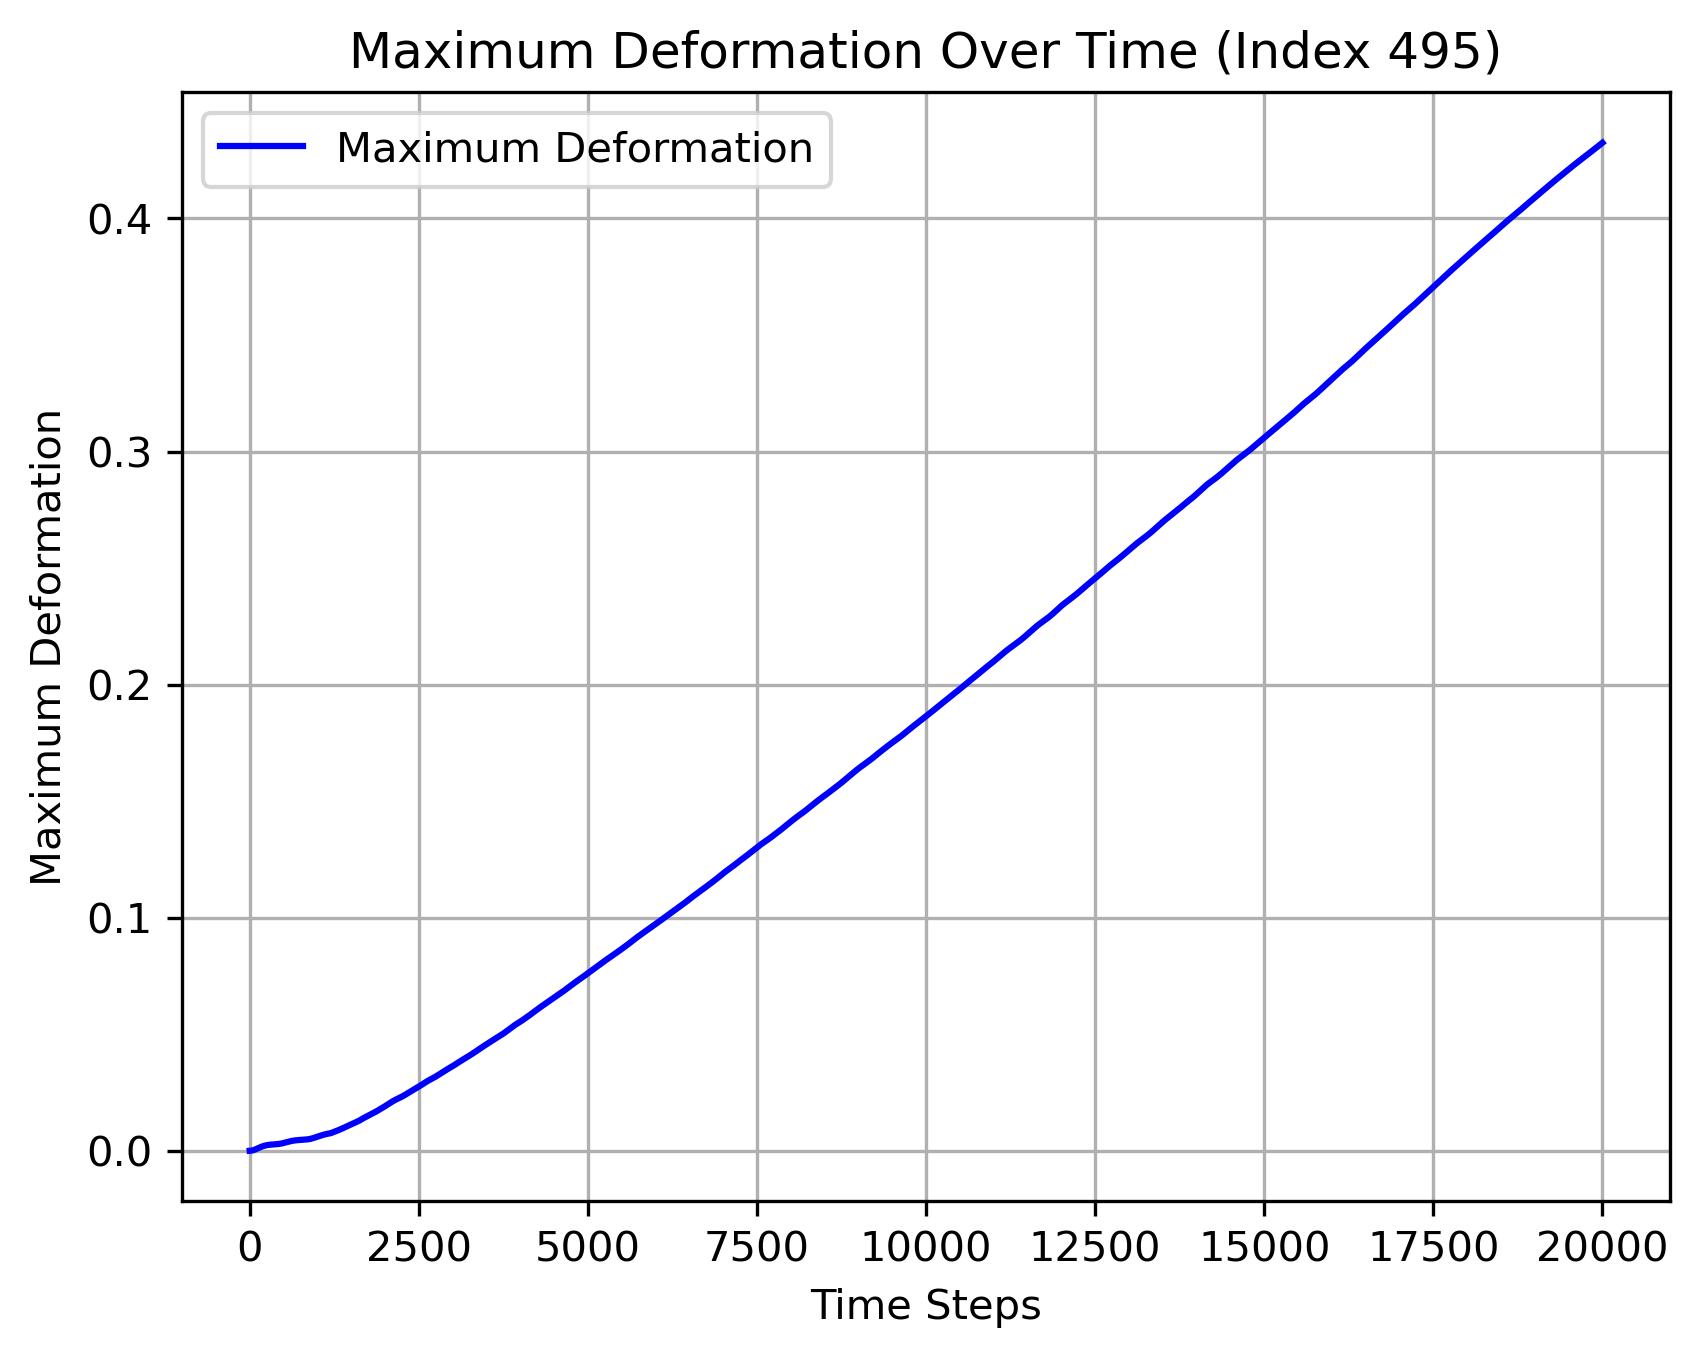 Maximum Deformation Over Time (Index 495)
Maximum Deformation
0.4
0.3
0.2
0.1
0.0
Maximum Deformation
0 2500 5000 7500 10000 12500 15000 17500 20000
Time Steps